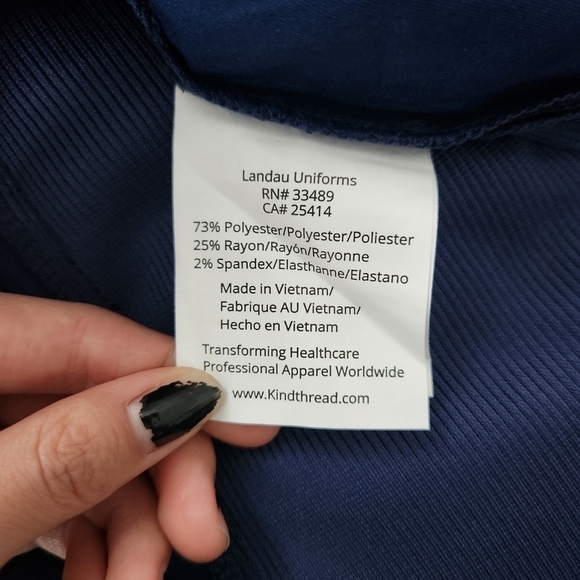 Landau Uniforms
RN# 33489
CA# 25414
73% Polyester/Polyester/Poliester
25% Rayon/Rayón/Rayonne
2% Spandex/Elasthanne/Elastano
Made in Vietnam/
Fabrique AU Vietnam/
Hecho en Vietnam
Transforming Healthcare
Professional Apparel Worldwide
www.Kindthread.com